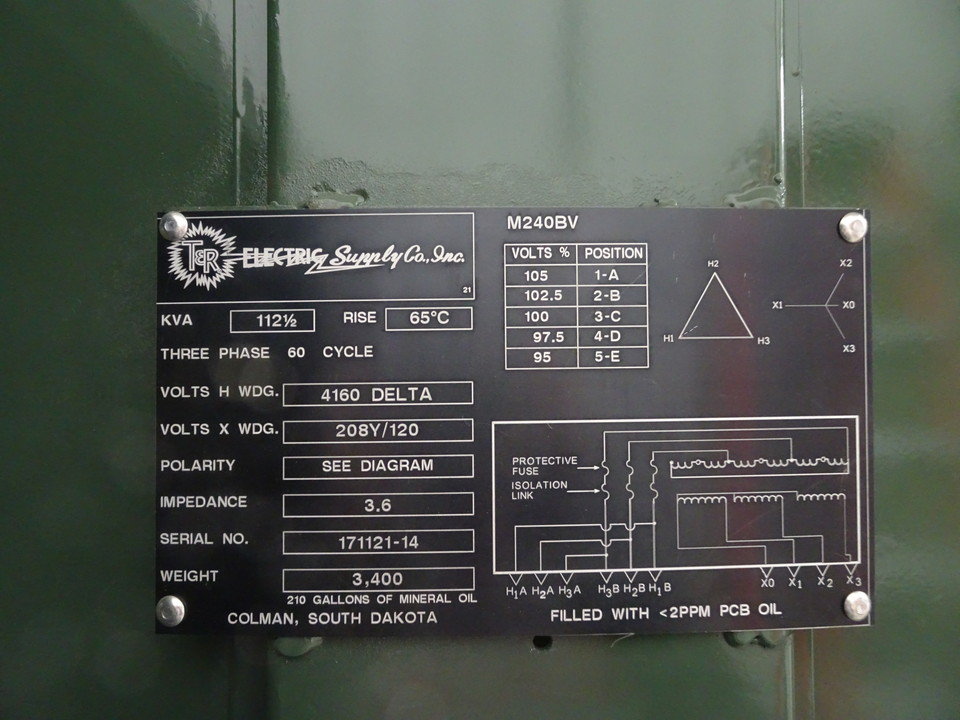 T&R ELECTRIC Supply Co., Inc.
21
KVA 112½ RISE 65°C
THREE PHASE 60 CYCLE
VOLTS H WDG. 4160 DELTA
VOLTS X WDG. 208Y/120
POLARITY SEE DIAGRAM
IMPEDANCE 3.6
SERIAL NO. 171121-14
WEIGHT 3,400
210 GALLONS OF MINERAL OIL
COLMAN, SOUTH DAKOTA
M240BV
VOLTS % POSITION
105 1-A
102.5 2-B
100 3-C
97.5 4-D
95 5-E
H2
H1 H3
X2
X1 X0
X3
PROTECTIVE
FUSE
ISOLATION
LINK
H1A H2A H3A H3B H2B H1B X0 X1 X2 X3
FILLED WITH <2PPM PCB OIL